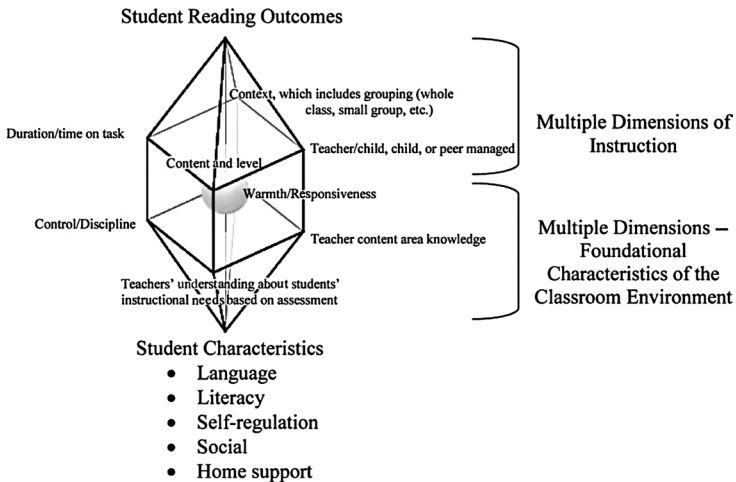 Student Reading Outcomes
Context, which includes grouping (whole
class, small group, etc.)
Duration/time on task
Teacher/child, child, or peer managed
Content and level
Multiple Dimensions of
Instruction
Warmth/Responsiveness
Control/Discipline
Teacher content area knowledge
Teachers' understanding about students'
instructional needs based on assessment
Multiple Dimensions –
Foundational
Characteristics of the
Classroom Environment
Student Characteristics
• Language
• Literacy
• Self-regulation
• Social
• Home support